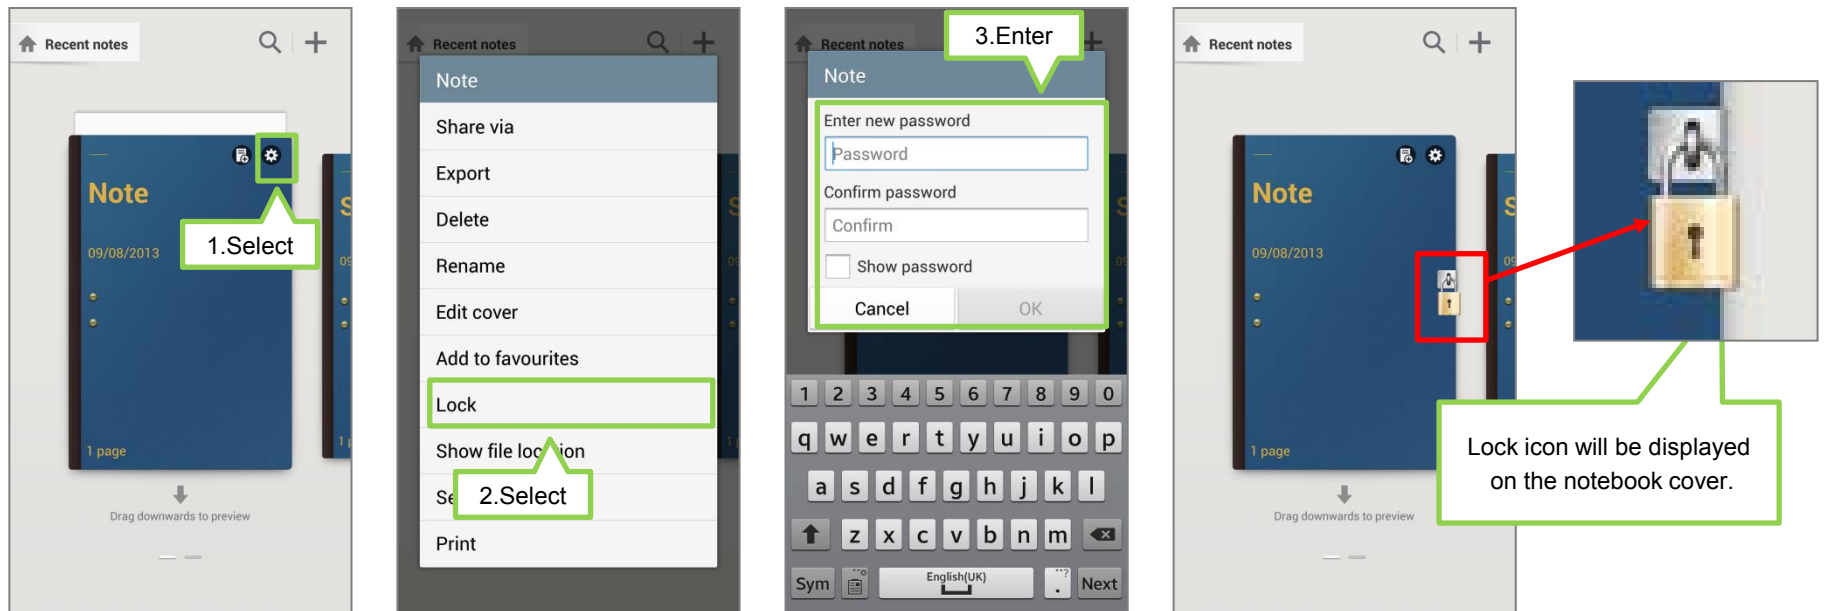 Recent notes
Note
09/08/2013
1 page
1.Select
Drag downwards to preview
Recent notes
Note
Share via
Export
Delete
Rename
Edit cover
Add to favourites
Lock
Show file location
2.Select
Print
Recent notes
3.Enter
Note
Enter new password
Password
Confirm password
Confirm
Show password
Cancel
OK
1 2 3 4 5 6 7 8 9 0
q w e r t y u i o p
a s d f g h j k l
z x c v b n m
Sym English(UK) . Next
Recent notes
Note
09/08/2013
1 page
Drag downwards to preview
Lock icon will be displayed
on the notebook cover.